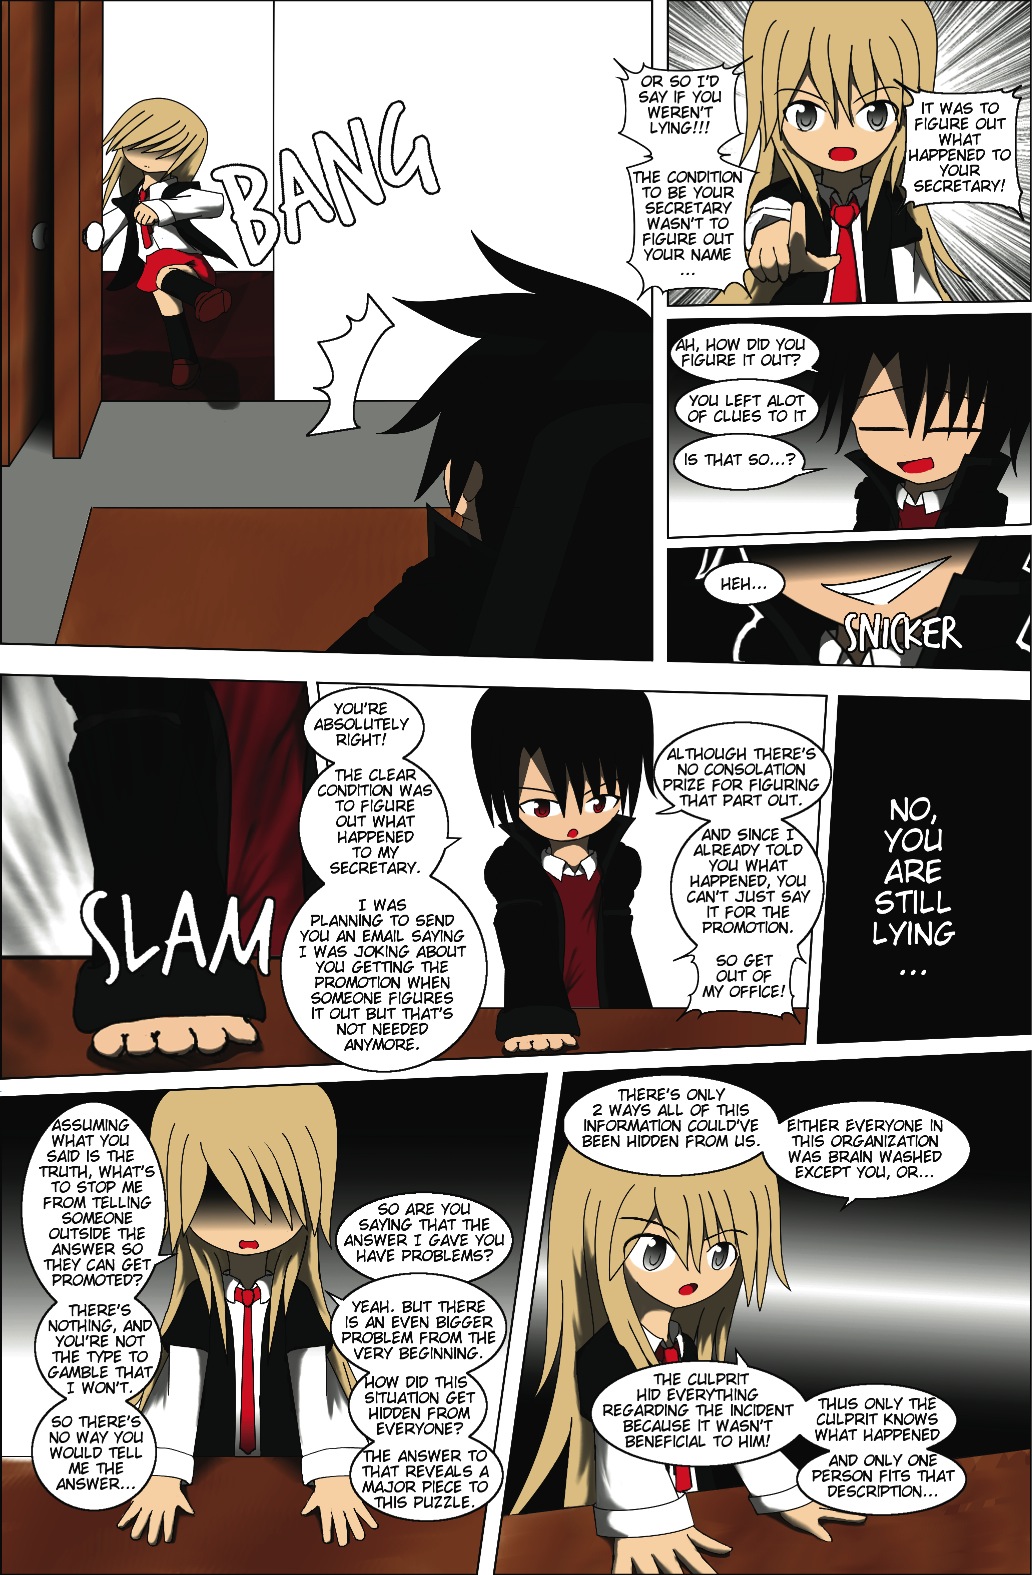 BANG
OR SO I'D
SAY IF YOU
WEREN'T
LYING!!!
THE CONDITION
TO BE YOUR
SECRETARY
WASN'T TO
FIGURE OUT
YOUR NAME
...
IT WAS TO
FIGURE OUT
WHAT
HAPPENED TO
YOUR
SECRETARY!
AH, HOW DID YOU
FIGURE IT OUT?
YOU LEFT ALOT
OF CLUES TO IT
IS THAT SO...?
HEH...
SNICKER
SLAM
YOU'RE
ABSOLUTELY
RIGHT!
THE CLEAR
CONDITION WAS
TO FIGURE
OUT WHAT
HAPPENED
TO MY
SECRETARY.
I WAS
PLANNING TO SEND
YOU AN EMAIL SAYING
I WAS JOKING ABOUT
YOU GETTING THE
PROMOTION WHEN
SOMEONE FIGURES
IT OUT BUT THAT'S
NOT NEEDED
ANYMORE.
ALTHOUGH THERE'S
NO CONSOLATION
PRIZE FOR FIGURING
THAT PART OUT.
AND SINCE I
ALREADY TOLD
YOU WHAT
HAPPENED, YOU
CAN'T JUST SAY
IT FOR THE
PROMOTION.
SO GET
OUT OF
MY OFFICE!
NO,
YOU
ARE
STILL
LYING
...
ASSUMING
WHAT YOU
SAID IS THE
TRUTH, WHAT'S
TO STOP ME
FROM TELLING
SOMEONE
OUTSIDE THE
ANSWER SO
THEY CAN GET
PROMOTED?
THERE'S
NOTHING, AND
YOU'RE NOT
THE TYPE TO
GAMBLE THAT
I WON'T.
SO THERE'S
NO WAY YOU
WOULD TELL
ME THE
ANSWER...
SO ARE YOU
SAYING THAT THE
ANSWER I GAVE YOU
HAVE PROBLEMS?
YEAH. BUT THERE
IS AN EVEN BIGGER
PROBLEM FROM THE
VERY BEGINNING.
HOW DID THIS
SITUATION GET
HIDDEN FROM
EVERYONE?
THE ANSWER TO
THAT REVEALS A
MAJOR PIECE TO
THIS PUZZLE.
THERE'S ONLY
2 WAYS ALL OF THIS
INFORMATION COULD'VE
BEEN HIDDEN FROM US.
EITHER EVERYONE IN
THIS ORGANIZATION
WAS BRAIN WASHED
EXCEPT YOU, OR...
THE CULPRIT
HID EVERYTHING
REGARDING THE INCIDENT
BECAUSE IT WASN'T
BENEFICIAL TO HIM!
THUS ONLY THE
CULPRIT KNOWS
WHAT HAPPENED
AND ONLY ONE
PERSON FITS THAT
DESCRIPTION...